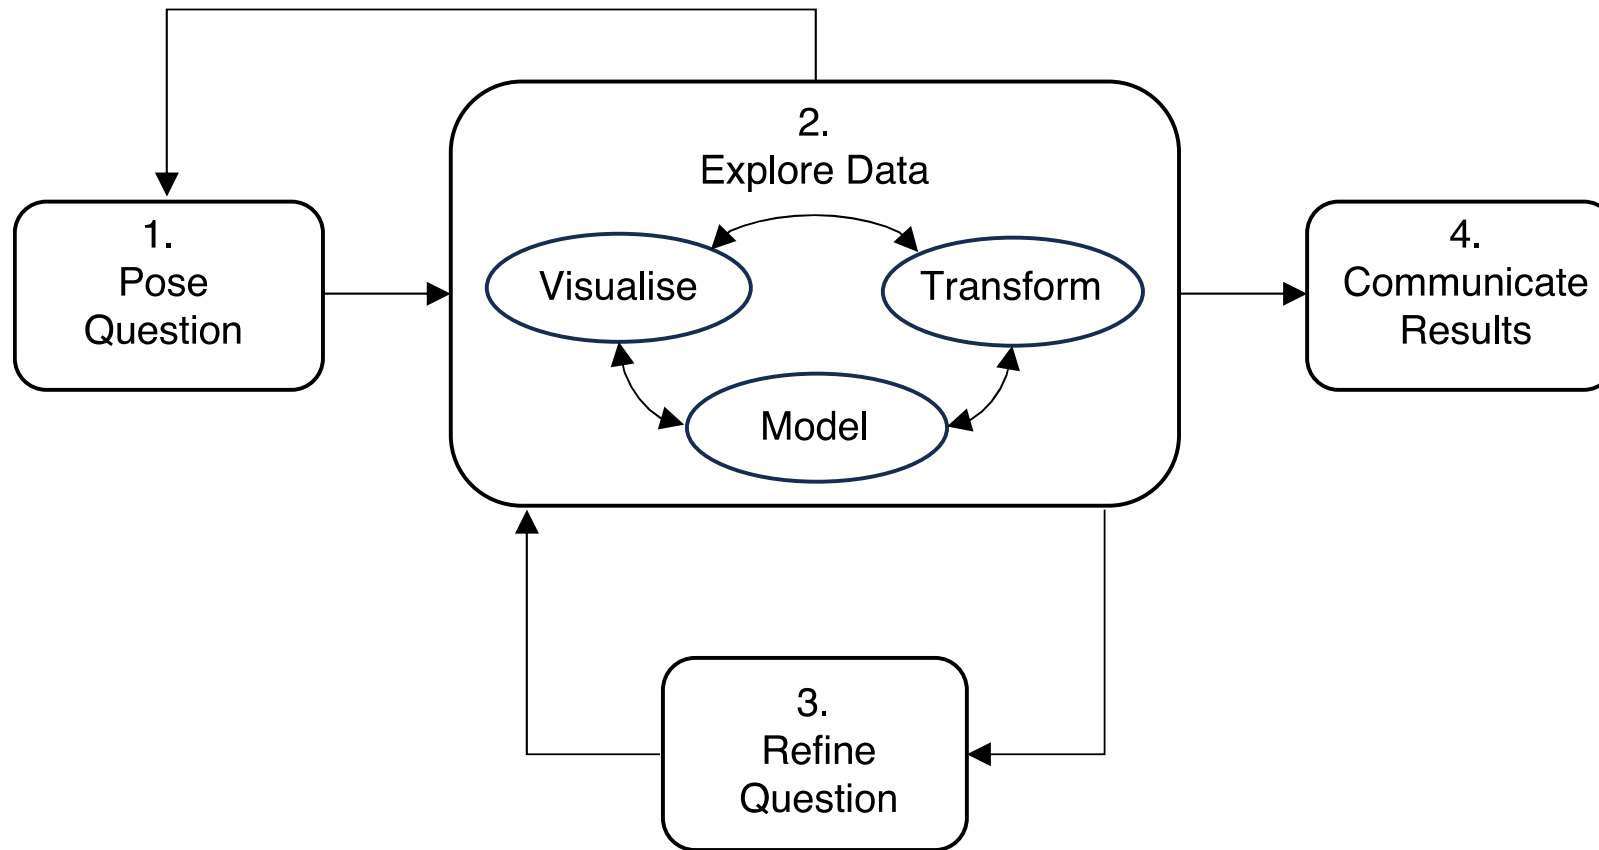 1.
Pose
Question
2.
Explore Data
Visualise
Transform
Model
3.
Refine
Question
4.
Communicate
Results